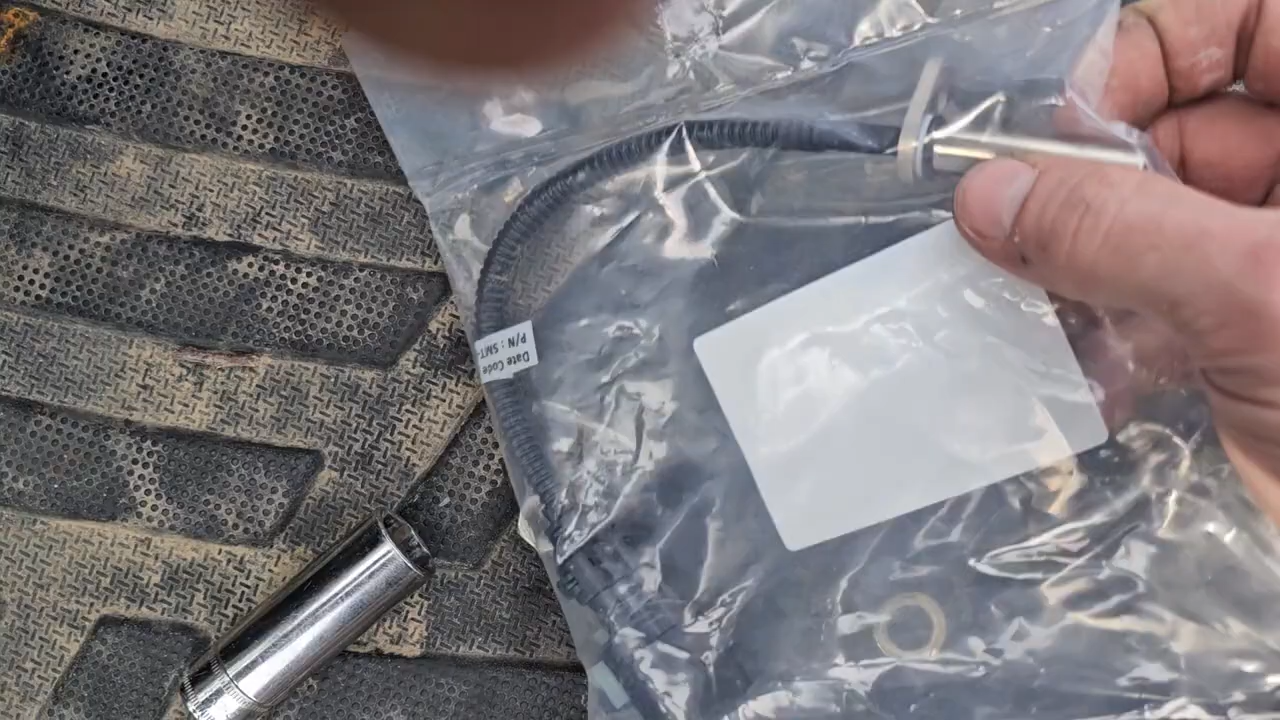 Date Code
P/N : SMT-